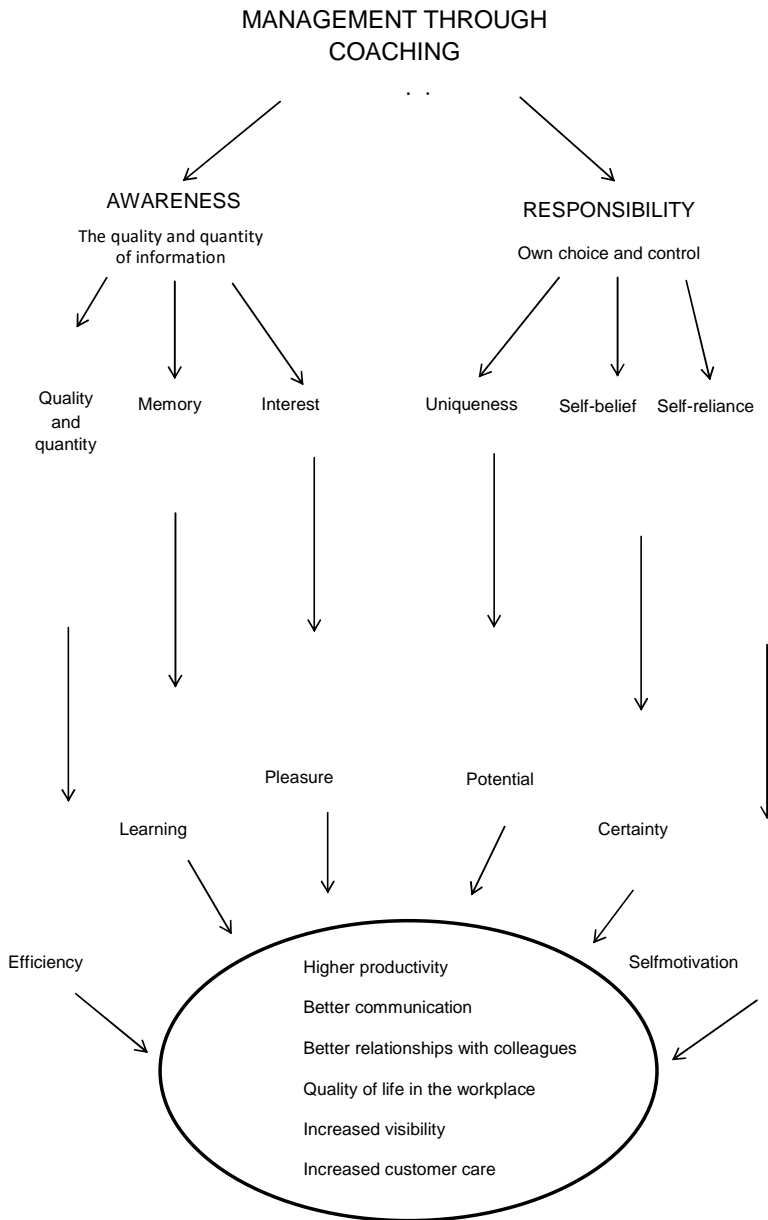 MANAGEMENT THROUGH
COACHING
. .
AWARENESS
The quality and quantity
of information
RESPONSIBILITY
Own choice and control
Quality
and
quantity
Memory
Interest
Uniqueness
Self-belief
Self-reliance
Pleasure
Potential
Learning
Certainty
Efficiency
Selfmotivation
Higher productivity
Better communication
Better relationships with colleagues
Quality of life in the workplace
Increased visibility
Increased customer care